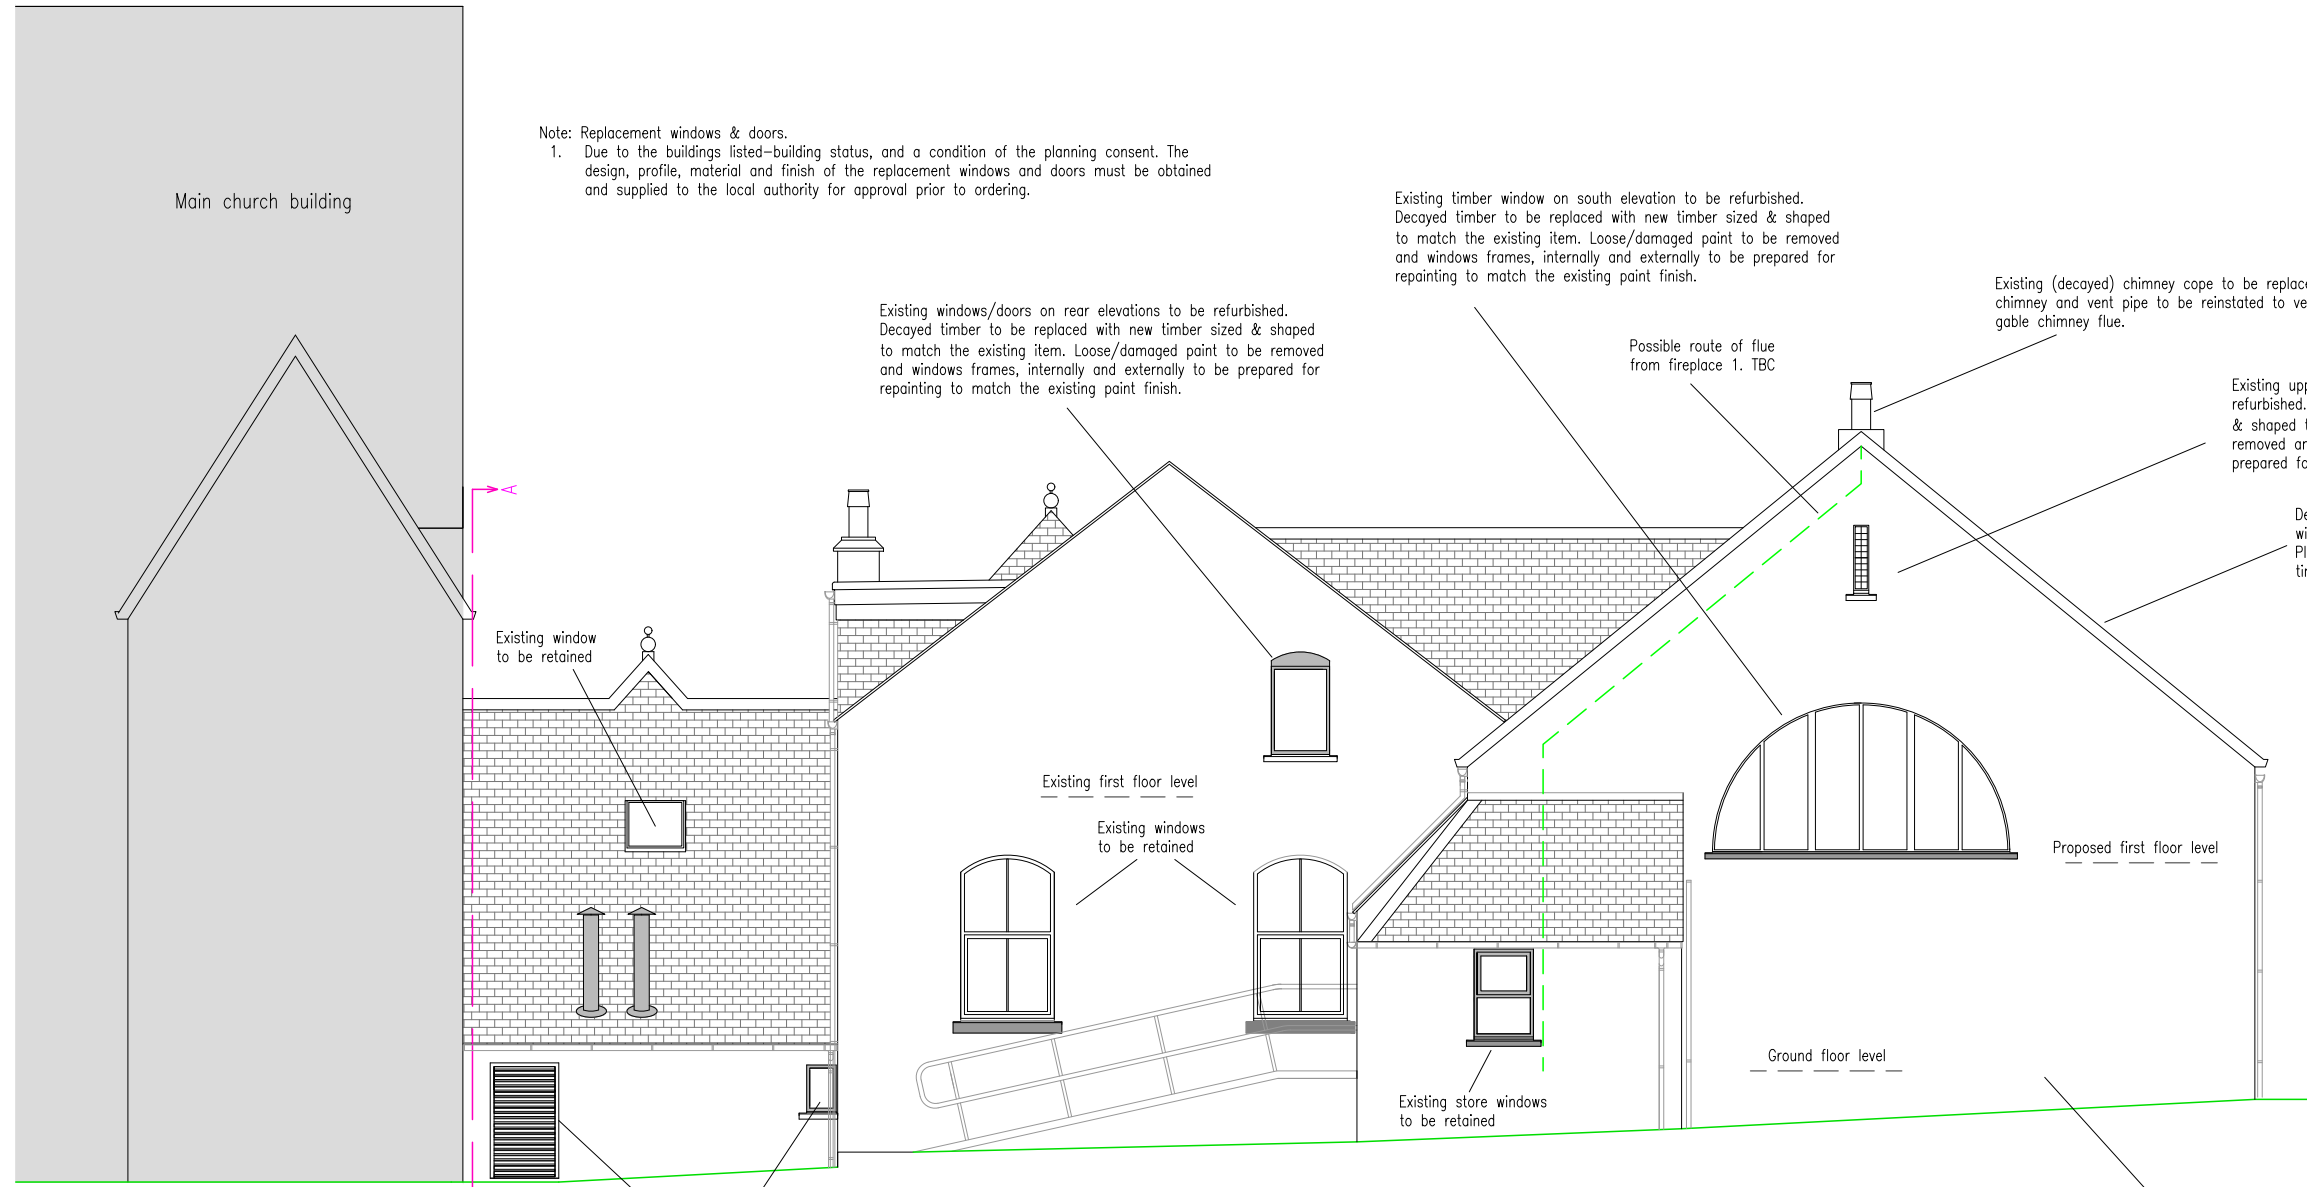 Main church building
Note: Replacement windows & doors.
1. Due to the buildings listed-building status, and a condition of the planning consent. The
design, profile, material and finish of the replacement windows and doors must be obtained
and supplied to the local authority for approval prior to ordering.
Existing timber window on south elevation to be refurbished.
Decayed timber to be replaced with new timber sized & shaped
to match the existing item. Loose/damaged paint to be removed
and windows frames, internally and externally to be prepared for
repainting to match the existing paint finish.
Existing (decayed) chimney cope to be
chimney and vent pipe to be reinstated to
gable chimney flue.
Existing windows/doors on rear elevations to be refurbished.
Decayed timber to be replaced with new timber sized & shaped
to match the existing item. Loose/damaged paint to be removed
and windows frames, internally and externally to be prepared for
repainting to match the existing paint finish.
Possible route of flue
from fireplace 1. TBC
Existing
refurbished.
& shaped
removed
prepared
A
Existing window
to be retained
Existing first floor level
Existing windows
to be retained
Proposed first floor level
Ground floor level
Existing store windows
to be retained